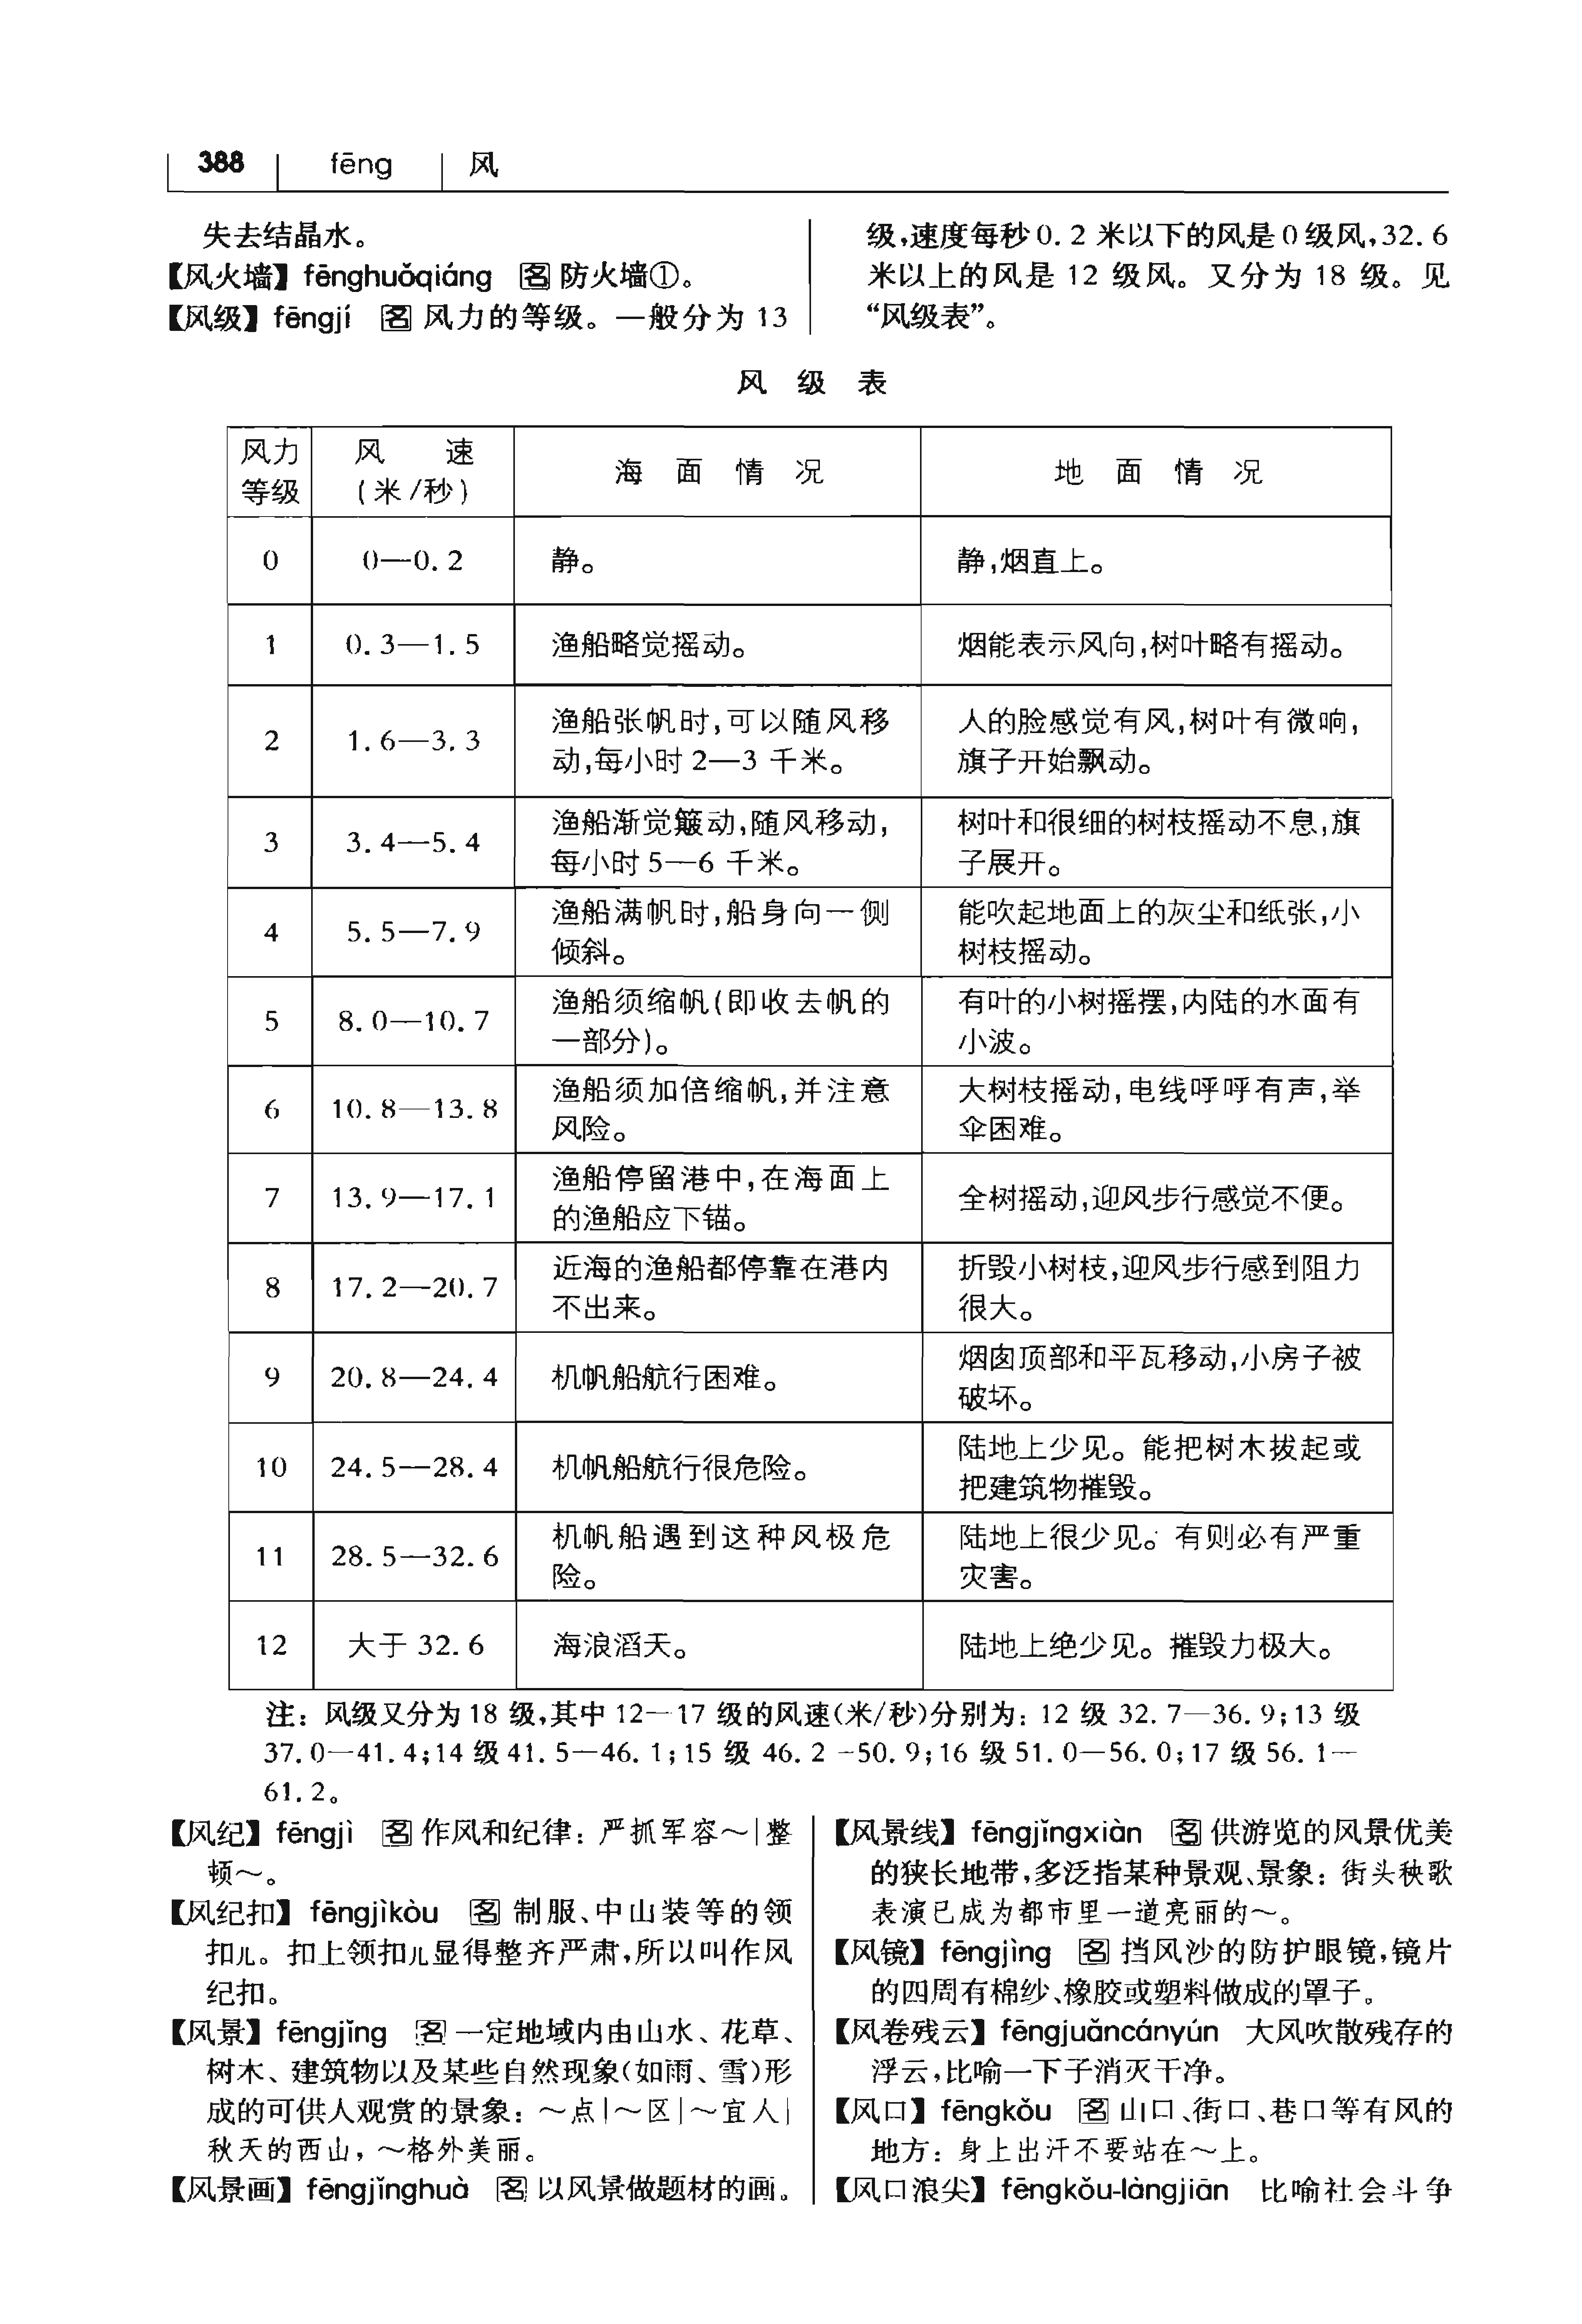 388 fēng 风
失去结晶水。
【风火墙】fēnghuǒqiáng 名 防火墙①。
【风级】fēngjí 名 风力的等级。一般分为 13
级,速度每秒 0.2 米以下的风是 0 级风,32.6
米以上的风是 12 级风。又分为 18 级。见
“风级表”。
风 级 表
风力等级 风 速(米/秒) 海 面 情 况 地 面 情 况
0 0—0.2 静。 静,烟直上。
1 0.3—1.5 渔船略觉摇动。 烟能表示风向,树叶略有摇动。
2 1.6—3.3 渔船张帆时,可以随风移动,每小时 2—3 千米。 人的脸感觉有风,树叶有微响,旗子开始飘动。
3 3.4—5.4 渔船渐觉簸动,随风移动,每小时 5—6 千米。 树叶和很细的树枝摇动不息,旗子展开。
4 5.5—7.9 渔船满帆时,船身向一侧倾斜。 能吹起地面上的灰尘和纸张,小树枝摇动。
5 8.0—10.7 渔船须缩帆(即收去帆的一部分)。 有叶的小树摇摆,内陆的水面有小波。
6 10.8—13.8 渔船须加倍缩帆,并注意风险。 大树枝摇动,电线呼呼有声,举伞困难。
7 13.9—17.1 渔船停留港中,在海面上的渔船应下锚。 全树摇动,迎风步行感觉不便。
8 17.2—20.7 近海的渔船都停靠在港内不出来。 折毁小树枝,迎风步行感到阻力很大。
9 20.8—24.4 机帆船航行困难。 烟囱顶部和平瓦移动,小房子被破坏。
10 24.5—28.4 机帆船航行很危险。 陆地上少见。能把树木拔起或把建筑物摧毁。
11 28.5—32.6 机帆船遇到这种风极危险。 陆地上很少见。有则必有严重灾害。
12 大于 32.6 海浪滔天。 陆地上绝少见。摧毁力极大。
注：风级又分为 18 级,其中 12—17 级的风速(米/秒)分别为：12 级 32.7—36.9;13 级
37.0—41.4;14 级 41.5—46.1;15 级 46.2—50.9;16 级 51.0—56.0;17 级 56.1—
61.2。
【风纪】fēngjì 名 作风和纪律：严抓军容～|整
顿～。
【风纪扣】fēngjìkòu 名 制服、中山装等的领
扣儿。扣上领扣儿显得整齐严肃,所以叫作风
纪扣。
【风景】fēngjǐng 名 一定地域内由山水、花草、
树木、建筑物以及某些自然现象(如雨、雪)形
成的可供人观赏的景象：～点|～区|～宜人|
秋天的西山，～格外美丽。
【风景画】fēngjǐnghuà 名 以风景做题材的画。
【风景线】fēngjǐngxiàn 名 供游览的风景优美
的狭长地带,多泛指某种景观、景象：街头秧歌
表演已成为都市里一道亮丽的～。
【风镜】fēngjìng 名 挡风沙的防护眼镜,镜片
的四周有棉纱、橡胶或塑料做成的罩子。
【风卷残云】fēngjuǎncányún 大风吹散残存的
浮云,比喻一下子消灭干净。
【风口】fēngkǒu 名 山口、街口、巷口等有风的
地方：身上出汗不要站在～上。
【风口浪尖】fēngkǒu-làngjiān 比喻社会斗争